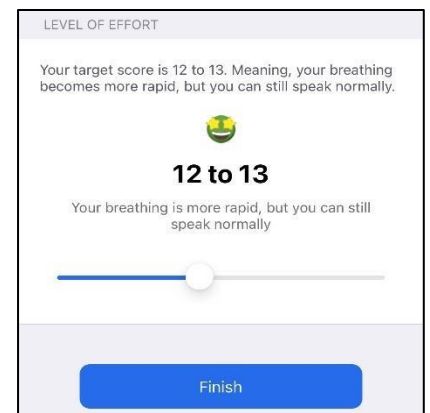 LEVEL OF EFFORT
Your target score is 12 to 13. Meaning, your breathing
becomes more rapid, but you can still speak normally.
12 to 13
Your breathing is more rapid, but you can still
speak normally
Finish